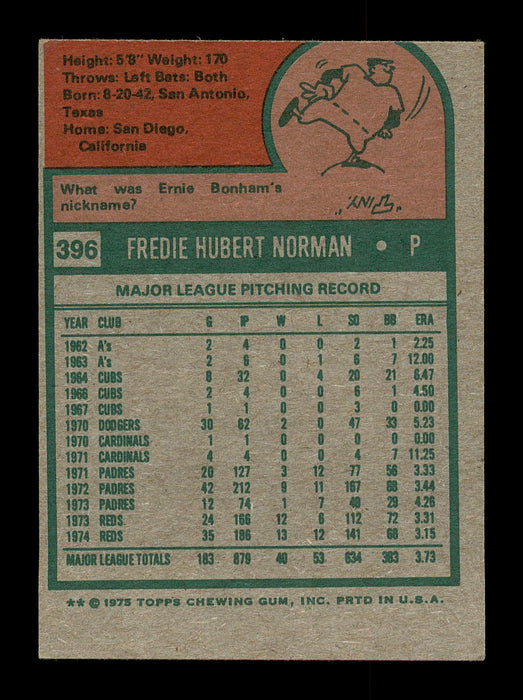 Height: 5'8" Weight: 170
Throws: Left Bats: Both
Born: 8-20-42, San Antonio,
Texas
Home: San Diego,
California
What was Ernie Bonham's
nickname?
"Tiny."
396 FREDIE HUBERT NORMAN • P
MAJOR LEAGUE PITCHING RECORD
YEAR CLUB G IP W L SO BB ERA
1962 A's 2 4 0 0 2 1 2.25
1963 A's 2 6 0 1 6 7 12.00
1964 CUBS 8 32 0 4 20 21 6.47
1966 CUBS 2 4 0 0 6 1 4.50
1967 CUBS 1 1 0 0 3 0 0.00
1970 DODGERS 30 62 2 0 47 33 5.23
1970 CARDINALS 1 1 0 0 0 0 0.00
1971 CARDINALS 4 4 0 0 4 7 11.25
1971 PADRES 20 127 3 12 77 56 3.33
1972 PADRES 42 212 9 11 167 88 3.44
1973 PADRES 12 74 1 7 49 29 4.26
1973 REDS 24 166 12 6 112 72 3.31
1974 REDS 35 186 13 12 141 68 3.15
MAJOR LEAGUE TOTALS 183 879 40 53 634 383 3.73
** © 1975 TOPPS CHEWING GUM, INC. PRTD IN U.S.A.